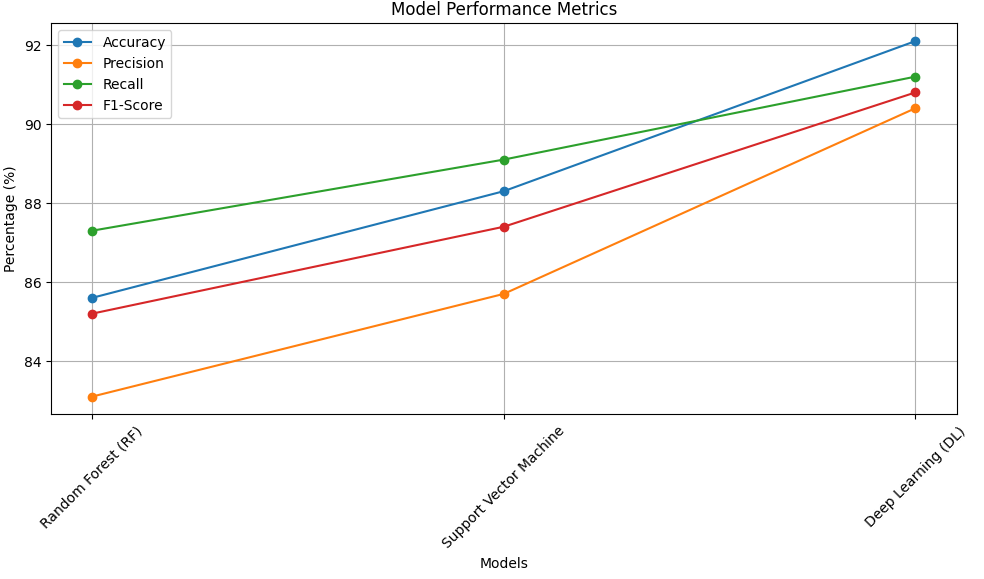 Model Performance Metrics
Accuracy
Precision
Recall
F1-Score
Percentage (%)
92
90
88
86
84
Random Forest (RF)
Support Vector Machine
Deep Learning (DL)
Models